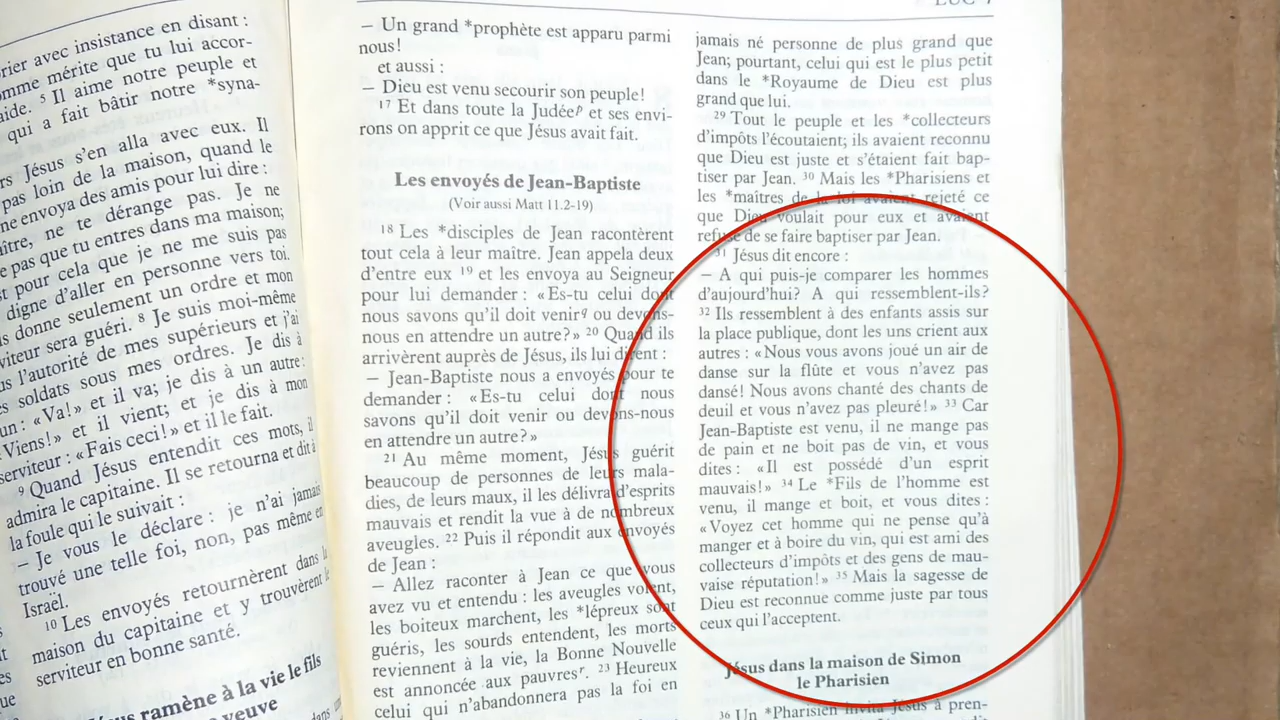 rier avec insistance en disant :
omme mérite que tu lui accor-
aide. ⁵ Il aime notre peuple et
qui a fait bâtir notre *syna-
s Jésus s'en alla avec eux. Il
pas loin de la maison, quand le
ne envoya des amis pour lui dire :
aître, ne te dérange pas. Je ne
e pas que tu entres dans ma maison;
st pour cela que je ne me suis pas
digne d'aller en personne vers toi.
s donne seulement un ordre et mon
viteur sera guéri. ⁸ Je suis moi-même
us l'autorité de mes supérieurs et j'ai
s soldats sous mes ordres. Je dis à
un : «Va!» et il va; je dis à un autre:
Viens!» et il vient; et je dis à mon
serviteur : «Fais ceci!» et il le fait.
⁹ Quand Jésus entendit ces mots, il
admira le capitaine. Il se retourna et dit à
la foule qui le suivait :
– Je vous le déclare : je n'ai jamais
trouvé une telle foi, non, pas même en
Israël.
¹⁰ Les envoyés retournèrent dans la
maison du capitaine et y trouvèrent le
serviteur en bonne santé.
ramène à la vie le fils
veuve
– Un grand *prophète est apparu parmi
nous!
et aussi :
– Dieu est venu secourir son peuple!
¹⁷ Et dans toute la Judéeᵖ et ses envi-
rons on apprit ce que Jésus avait fait.
Les envoyés de Jean-Baptiste
(Voir aussi Matt 11.2-19)
¹⁸ Les *disciples de Jean racontèrent
tout cela à leur maître. Jean appela deux
d'entre eux ¹⁹ et les envoya au Seigneur
pour lui demander : «Es-tu celui dont
nous savons qu'il doit venir𐞥 ou devons-
nous en attendre un autre?» ²⁰ Quand ils
arrivèrent auprès de Jésus, ils lui dirent :
– Jean-Baptiste nous a envoyés pour te
demander : «Es-tu celui dont nous
savons qu'il doit venir ou devons-nous
en attendre un autre?»
²¹ Au même moment, Jésus guérit
beaucoup de personnes de leurs mala-
dies, de leurs maux, il les délivra d'esprits
mauvais et rendit la vue à de nombreux
aveugles. ²² Puis il répondit aux envoyés
de Jean :
– Allez raconter à Jean ce que vous
avez vu et entendu : les aveugles voient,
les boiteux marchent, les *lépreux sont
guéris, les sourds entendent, les morts
reviennent à la vie, la Bonne Nouvelle
est annoncée aux pauvresʳ. ²³ Heureux
celui qui n'abandonnera pas la foi en
jamais né personne de plus grand que
Jean; pourtant, celui qui est le plus petit
dans le *Royaume de Dieu est plus
grand que lui.
²⁹ Tout le peuple et les *collecteurs
d'impôts l'écoutaient; ils avaient reconnu
que Dieu est juste et s'étaient fait bap-
tiser par Jean. ³⁰ Mais les *Pharisiens et
les *maîtres de la loi avaient rejeté ce
que Dieu voulait pour eux et avaient
refusé de se faire baptiser par Jean.
³¹ Jésus dit encore :
– A qui puis-je comparer les hommes
d'aujourd'hui? A qui ressemblent-ils?
³² Ils ressemblent à des enfants assis sur
la place publique, dont les uns crient aux
autres : «Nous vous avons joué un air de
danse sur la flûte et vous n'avez pas
dansé! Nous avons chanté des chants de
deuil et vous n'avez pas pleuré!» ³³ Car
Jean-Baptiste est venu, il ne mange pas
de pain et ne boit pas de vin, et vous
dites : «Il est possédé d'un esprit
mauvais!» ³⁴ Le *Fils de l'homme est
venu, il mange et boit, et vous dites :
«Voyez cet homme qui ne pense qu'à
manger et à boire du vin, qui est ami des
collecteurs d'impôts et des gens de mau-
vaise réputation!» ³⁵ Mais la sagesse de
Dieu est reconnue comme juste par tous
ceux qui l'acceptent.
Jésus dans la maison de Simon
le Pharisien
³⁶ Un *Pharisien invita Jésus à pren-